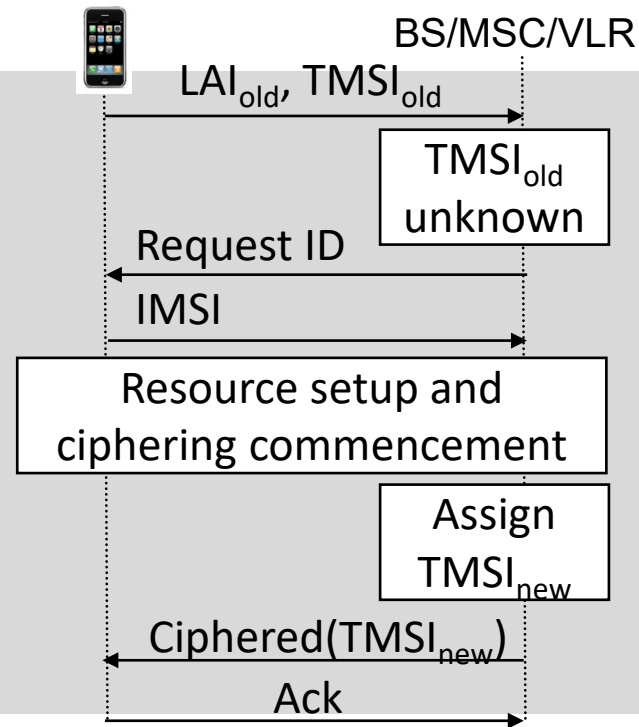 BS/MSC/VLR
LAIold, TMSIold
TMSIold
unknown
Request ID
IMSI
Resource setup and
ciphering commencement
Assign
TMSInew
Ciphered(TMSInew)
Ack